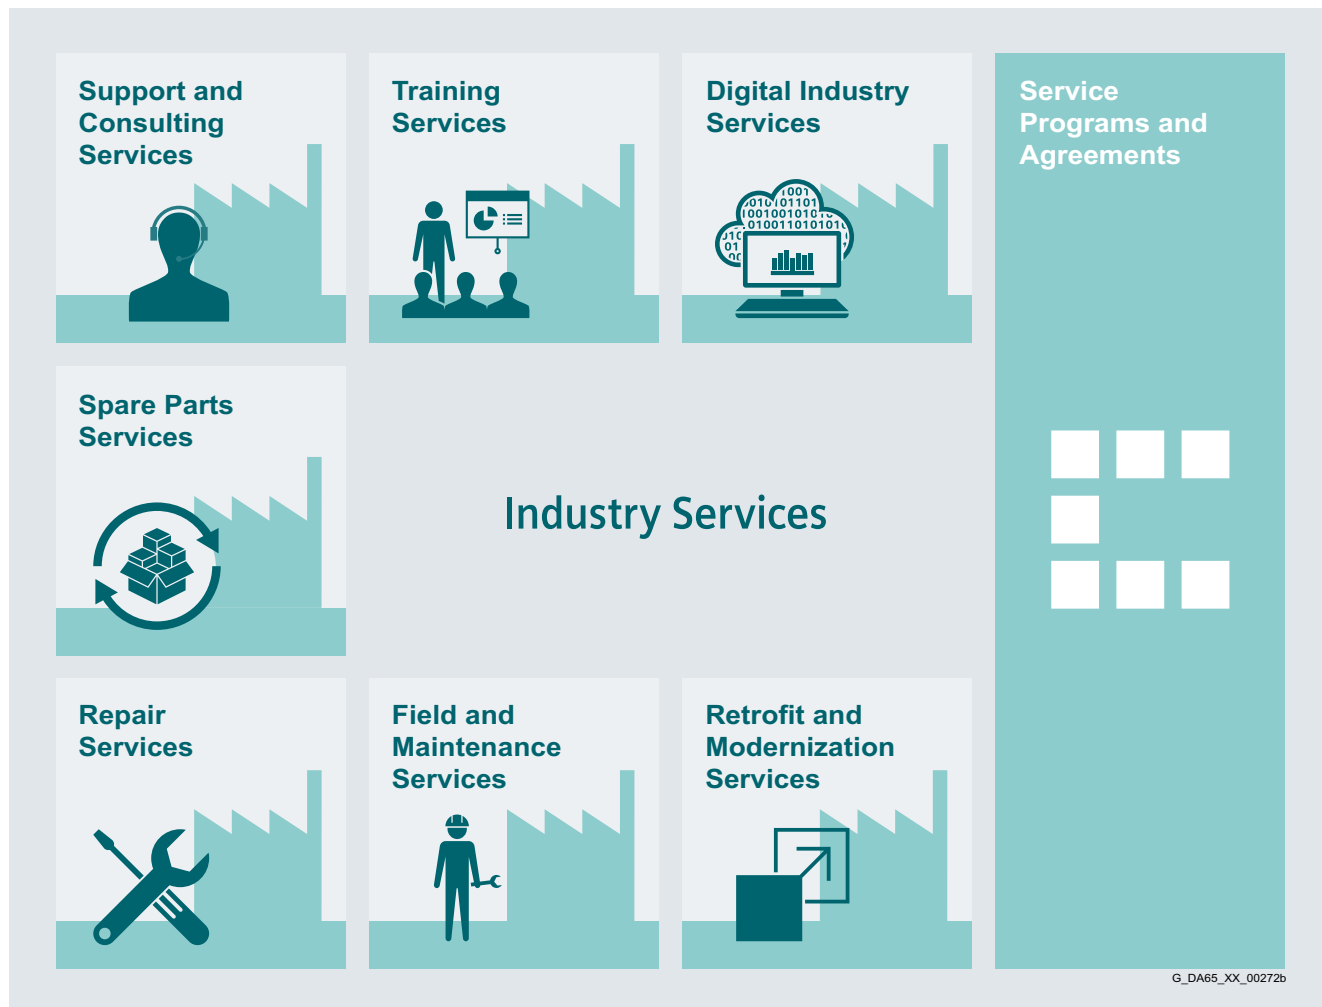 Support and
Consulting
Services
Training
Services
Digital Industry
Services
Service
Programs and
Agreements
Spare Parts
Services
Industry Services
Repair
Services
Field and
Maintenance
Services
Retrofit and
Modernization
Services
G_DA65_XX_00272b